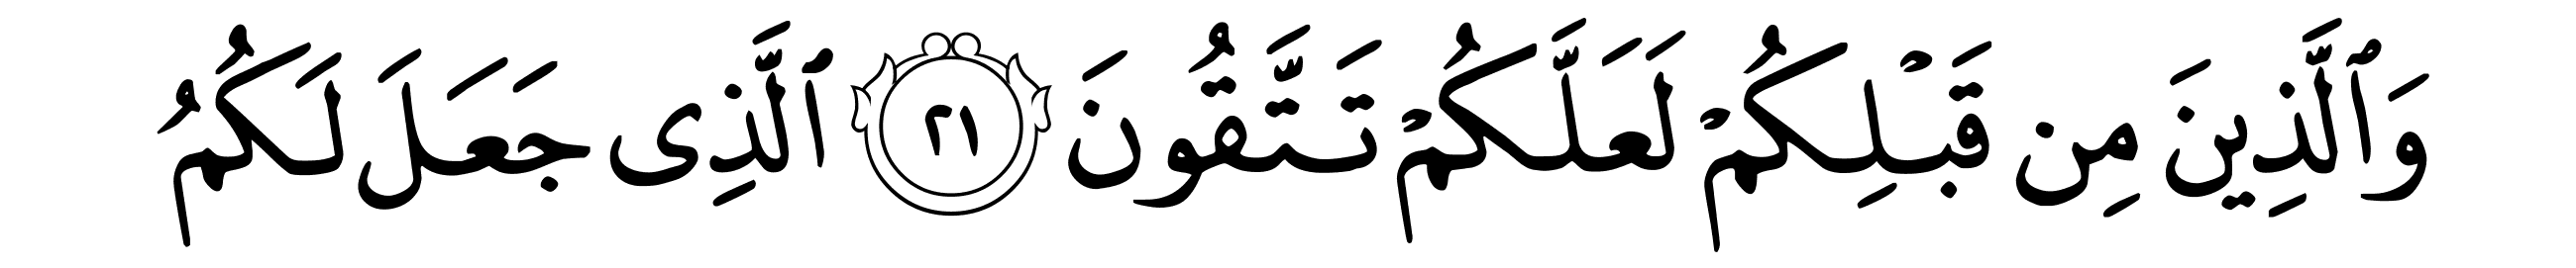 وَٱلَّذِينَ مِن قَبْلِكُمْ لَعَلَّكُمْ تَتَّقُونَ ٢١ ٱلَّذِى جَعَلَ لَكُمُ